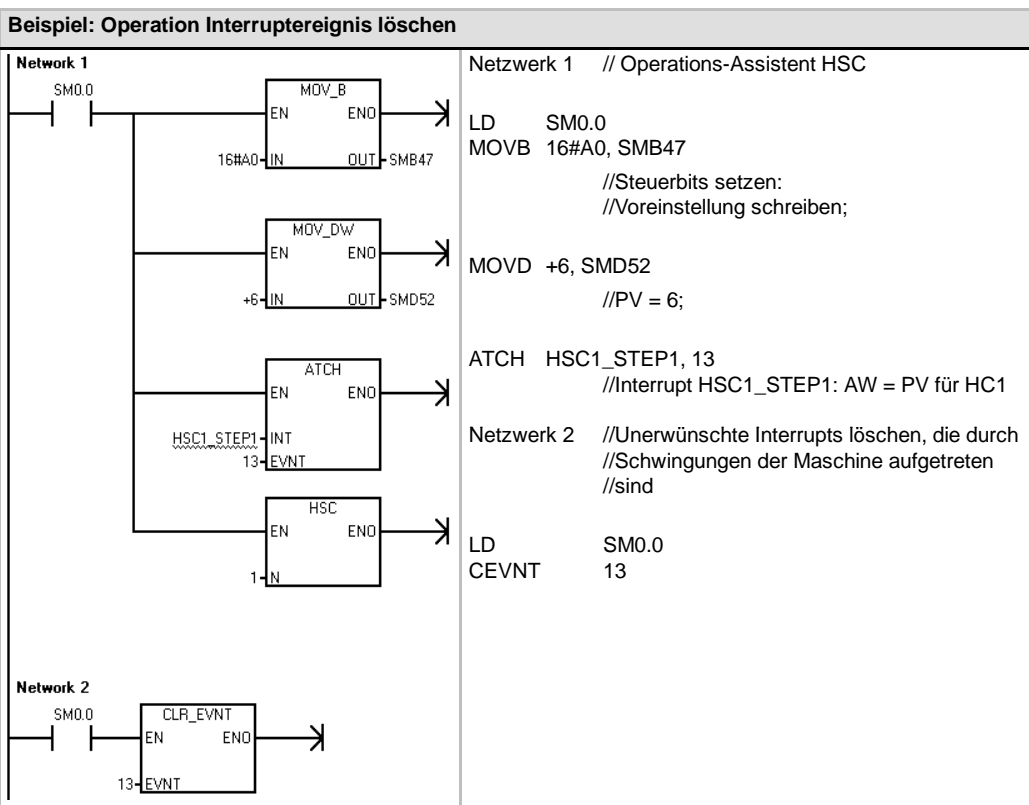 Beispiel: Operation Interruptereignis löschen
Network 1
SM0.0
MOV_B
EN ENO
16#A0 IN OUT SMB47
MOV_DW
EN ENO
+6 IN OUT SMD52
ATCH
EN ENO
HSC1_STEP1 INT
13 EVNT
HSC
EN ENO
1 N
Network 2
SM0.0 CLR_EVNT
EN ENO
13 EVNT
Netzwerk 1 // Operations-Assistent HSC
LD SM0.0
MOVB 16#A0, SMB47
//Steuerbits setzen:
//Voreinstellung schreiben;
MOVD +6, SMD52
//PV = 6;
ATCH HSC1_STEP1, 13
//Interrupt HSC1_STEP1: AW = PV für HC1
Netzwerk 2 //Unerwünschte Interrupts löschen, die durch
//Schwingungen der Maschine aufgetreten
//sind
LD SM0.0
CEVNT 13